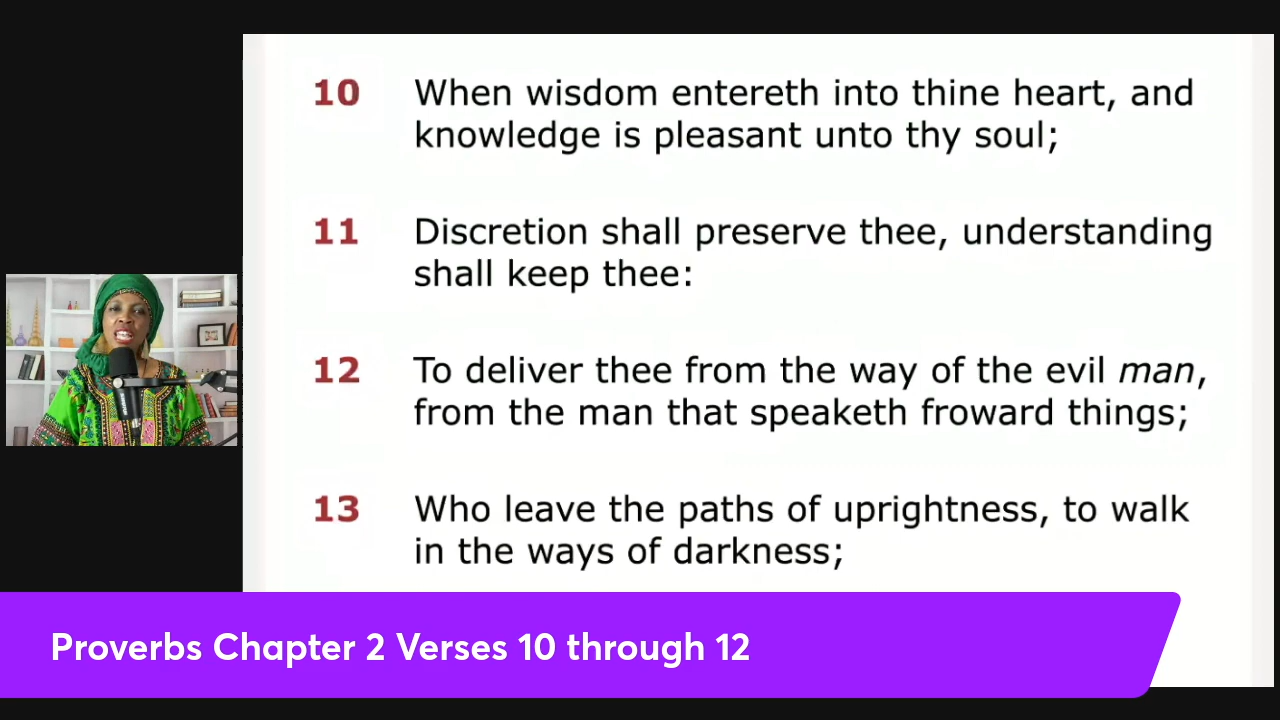 10 When wisdom entereth into thine heart, and
knowledge is pleasant unto thy soul;
11 Discretion shall preserve thee, understanding
shall keep thee:
12 To deliver thee from the way of the evil man,
from the man that speaketh froward things;
13 Who leave the paths of uprightness, to walk
in the ways of darkness;
Proverbs Chapter 2 Verses 10 through 12